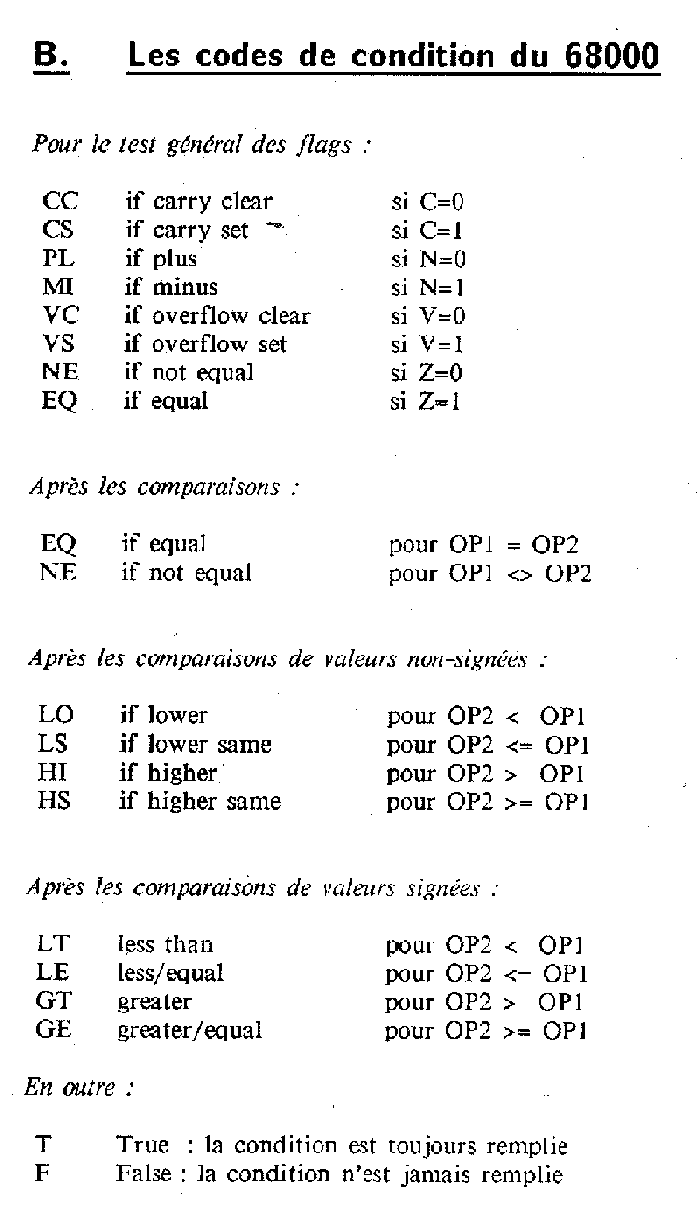 B. Les codes de condition du 68000
Pour le test général des flags :
CC if carry clear si C=0
CS if carry set si C=1
PL if plus si N=0
MI if minus si N=1
VC if overflow clear si V=0
VS if overflow set si V=1
NE if not equal si Z=0
EQ if equal si Z=1
Après les comparaisons :
EQ if equal pour OP1 = OP2
NE if not equal pour OP1 <> OP2
Après les comparaisons de valeurs non-signées :
LO if lower pour OP2 < OP1
LS if lower same pour OP2 <= OP1
HI if higher pour OP2 > OP1
HS if higher same pour OP2 >= OP1
Après les comparaisons de valeurs signées :
LT less than pour OP2 < OP1
LE less/equal pour OP2 <= OP1
GT greater pour OP2 > OP1
GE greater/equal pour OP2 >= OP1
En outre :
T True : la condition est toujours remplie
F False : la condition n'est jamais remplie